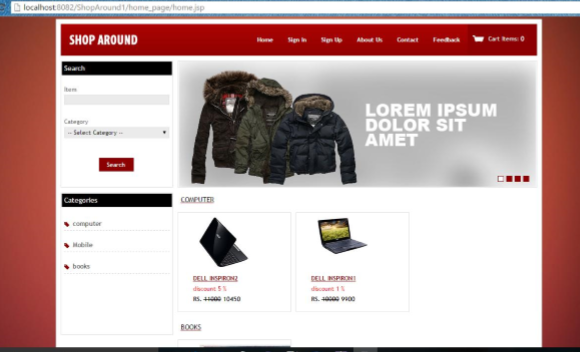 localhost:8082/ShopAround1/home_page/home.jsp
SHOP AROUND
Home Sign In Sign Up About Us Contact Feedback Cart Items: 0
Search
Item
Category
-- Select Category --
Search
LOREM IPSUM
DOLOR SIT
AMET
Categories
computer
Mobile
books
COMPUTER
DELL INSPIRON2
discount 5 %
RS. 11000 10450
DELL INSPIRON1
discount 1 %
RS. 10000 9900
BOOKS